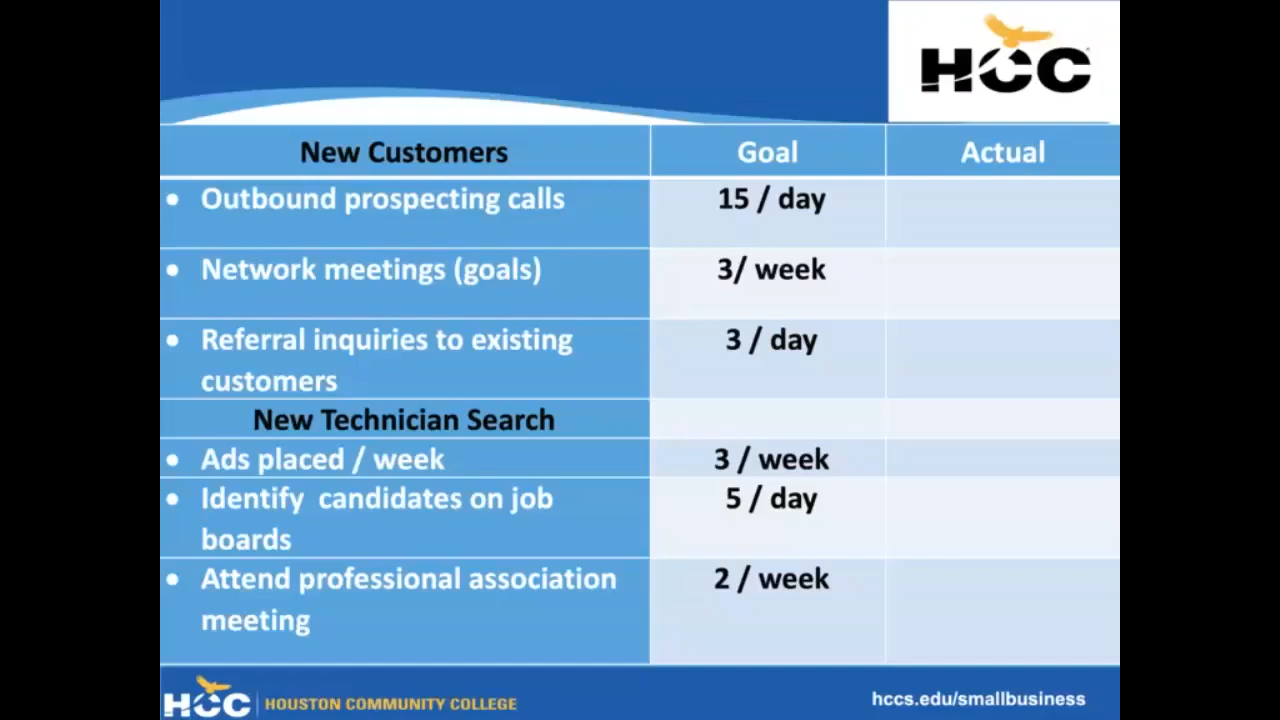 HCC
New Customers Goal Actual
• Outbound prospecting calls 15 / day
• Network meetings (goals) 3/ week
• Referral inquiries to existing 3 / day
customers
New Technician Search
• Ads placed / week 3 / week
• Identify  candidates on job 5 / day
boards
• Attend professional association 2 / week
meeting
HCC HOUSTON COMMUNITY COLLEGE hccs.edu/smallbusiness